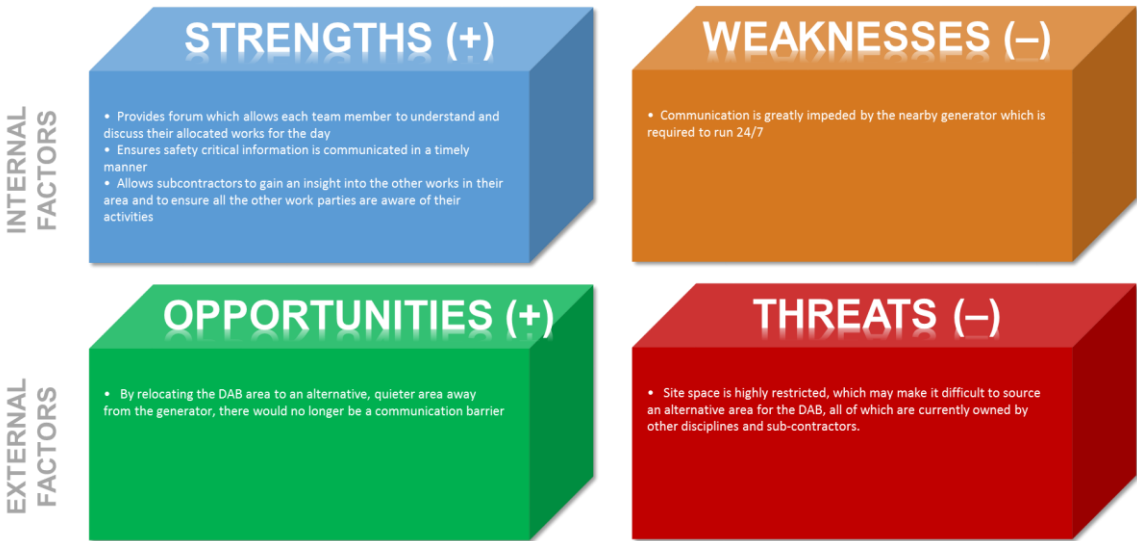 STRENGTHS (+)
• Provides forum which allows each team member to understand and
discuss their allocated works for the day
• Ensures safety critical information is communicated in a timely
manner
• Allows subcontractors to gain an insight into the other works in their
area and to ensure all the other work parties are aware of their
activities
WEAKNESSES (–)
• Communication is greatly impeded by the nearby generator which is
required to run 24/7
INTERNAL
FACTORS
OPPORTUNITIES (+)
• By relocating the DAB area to an alternative, quieter area away
from the generator, there would no longer be a communication barrier
THREATS (–)
• Site space is highly restricted, which may make it difficult to source
an alternative area for the DAB, all of which are currently owned by
other disciplines and sub-contractors.
EXTERNAL
FACTORS